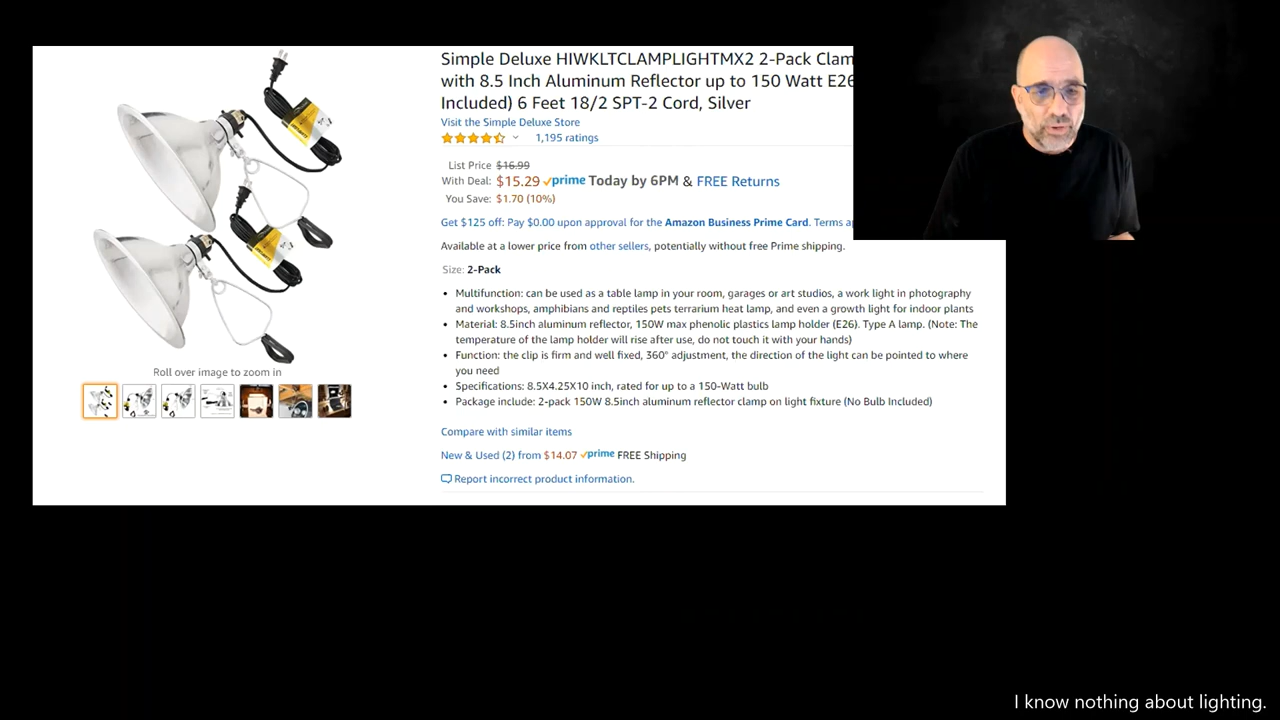 Simple Deluxe HIWKLTCLAMPLIGHTMX2 2-Pack Clam
with 8.5 Inch Aluminum Reflector up to 150 Watt E26
Included) 6 Feet 18/2 SPT-2 Cord, Silver
Visit the Simple Deluxe Store
1,195 ratings
List Price $16.99
With Deal: $15.29 prime Today by 6PM & FREE Returns
You Save: $1.70 (10%)
Get $125 off: Pay $0.00 upon approval for the Amazon Business Prime Card. Terms
Available at a lower price from other sellers, potentially without free Prime shipping.
Size: 2-Pack
• Multifunction: can be used as a table lamp in your room, garages or art studios, a work light in photography
and workshops, amphibians and reptiles pets terrarium heat lamp, and even a growth light for indoor plants
• Material: 8.5inch aluminum reflector, 150W max phenolic plastics lamp holder (E26). Type A lamp. (Note: The
temperature of the lamp holder will rise after use, do not touch it with your hands)
• Function: the clip is firm and well fixed, 360° adjustment, the direction of the light can be pointed to where
you need
• Specifications: 8.5X4.25X10 inch, rated for up to a 150-Watt bulb
• Package include: 2-pack 150W 8.5inch aluminum reflector clamp on light fixture (No Bulb Included)
Roll over image to zoom in
Compare with similar items
New & Used (2) from $14.07 prime FREE Shipping
Report incorrect product information.
I know nothing about lighting.